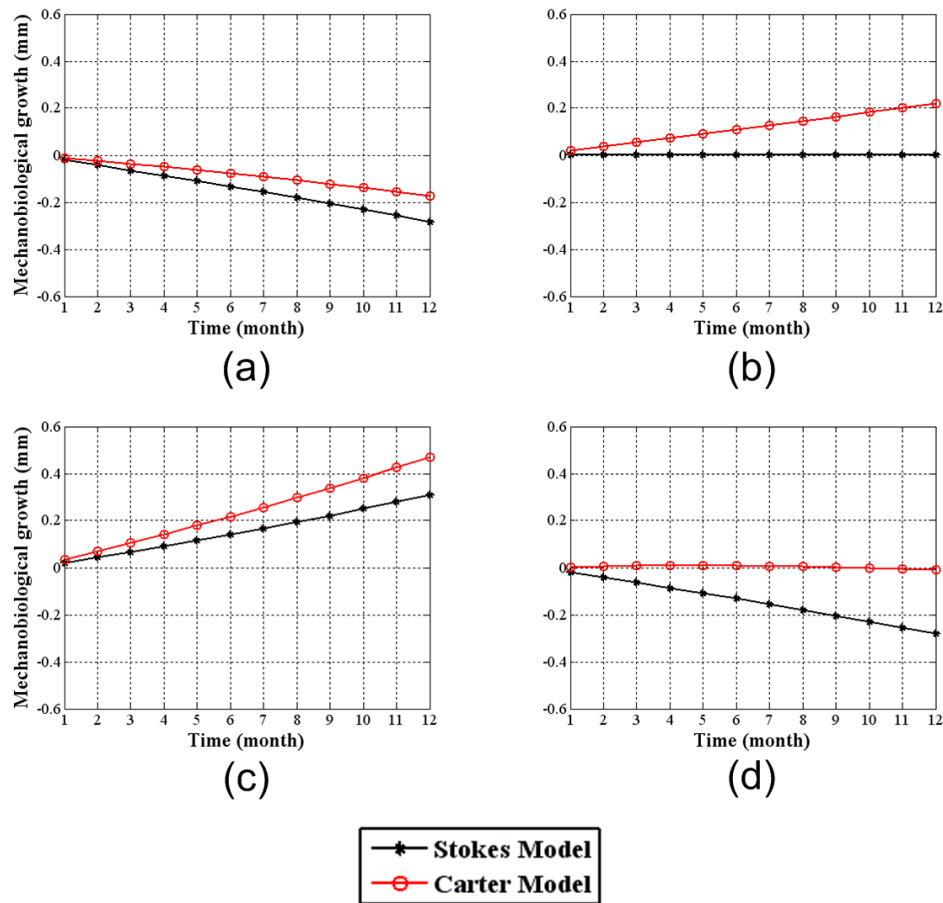 Mechanobiological growth (mm)
0.6
0.4
0.2
0
-0.2
-0.4
-0.6
1 2 3 4 5 6 7 8 9 10 11 12
Time (month)
(a)
0.6
0.4
0.2
0
-0.2
-0.4
-0.6
1 2 3 4 5 6 7 8 9 10 11 12
Time (month)
(b)
Mechanobiological growth (mm)
0.6
0.4
0.2
0
-0.2
-0.4
-0.6
1 2 3 4 5 6 7 8 9 10 11 12
Time (month)
(c)
0.6
0.4
0.2
0
-0.2
-0.4
-0.6
1 2 3 4 5 6 7 8 9 10 11 12
Time (month)
(d)
Stokes Model
Carter Model